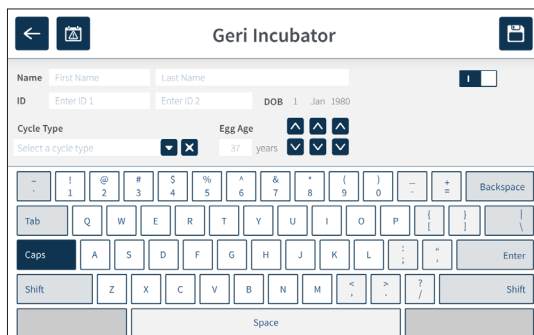 Geri Incubator
Name First Name Last Name I
ID Enter ID 1 Enter ID 2 DOB 1 Jan 1980
Cycle Type Egg Age
Select a cycle type 37 years
! @ # $ % ^ & * ( ) _ +
1 2 3 4 5 6 7 8 9 0 - = Backspace
Tab Q W E R T Y U I O P { [ } ] | \
Caps A S D F G H J K L : ; “ ‘ Enter
Shift Z X C V B N M < , > . ? / Shift
Space